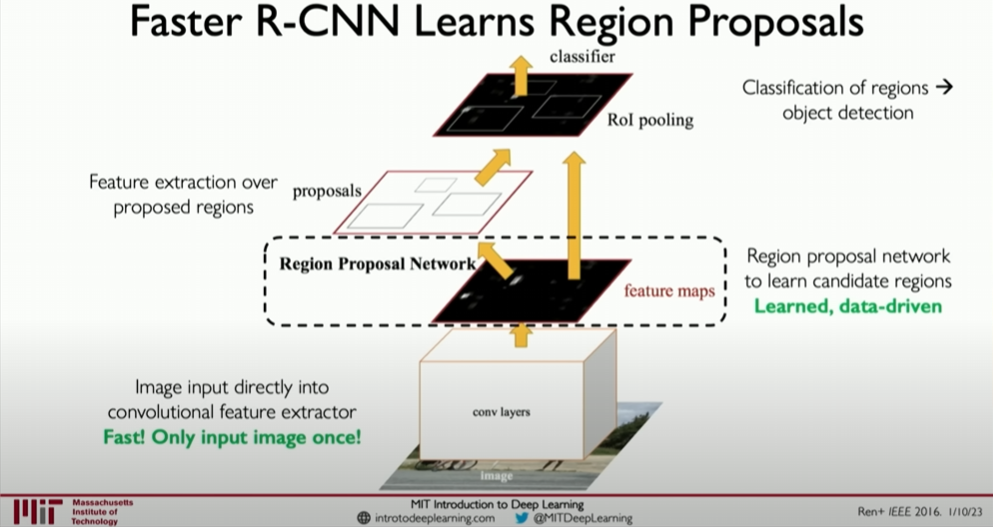 Faster R-CNN Learns Region Proposals
classifier
Classification of regions →
object detection
RoI pooling
Feature extraction over
proposed regions
proposals
Region Proposal Network
feature maps
Region proposal network
to learn candidate regions
Learned, data-driven
Image input directly into
convolutional feature extractor
Fast! Only input image once!
conv layers
image
Massachusetts
Institute of
Technology
MIT Introduction to Deep Learning
introtodeeplearning.com @MITDeepLearning
Ren+ IEEE 2016. 1/10/23